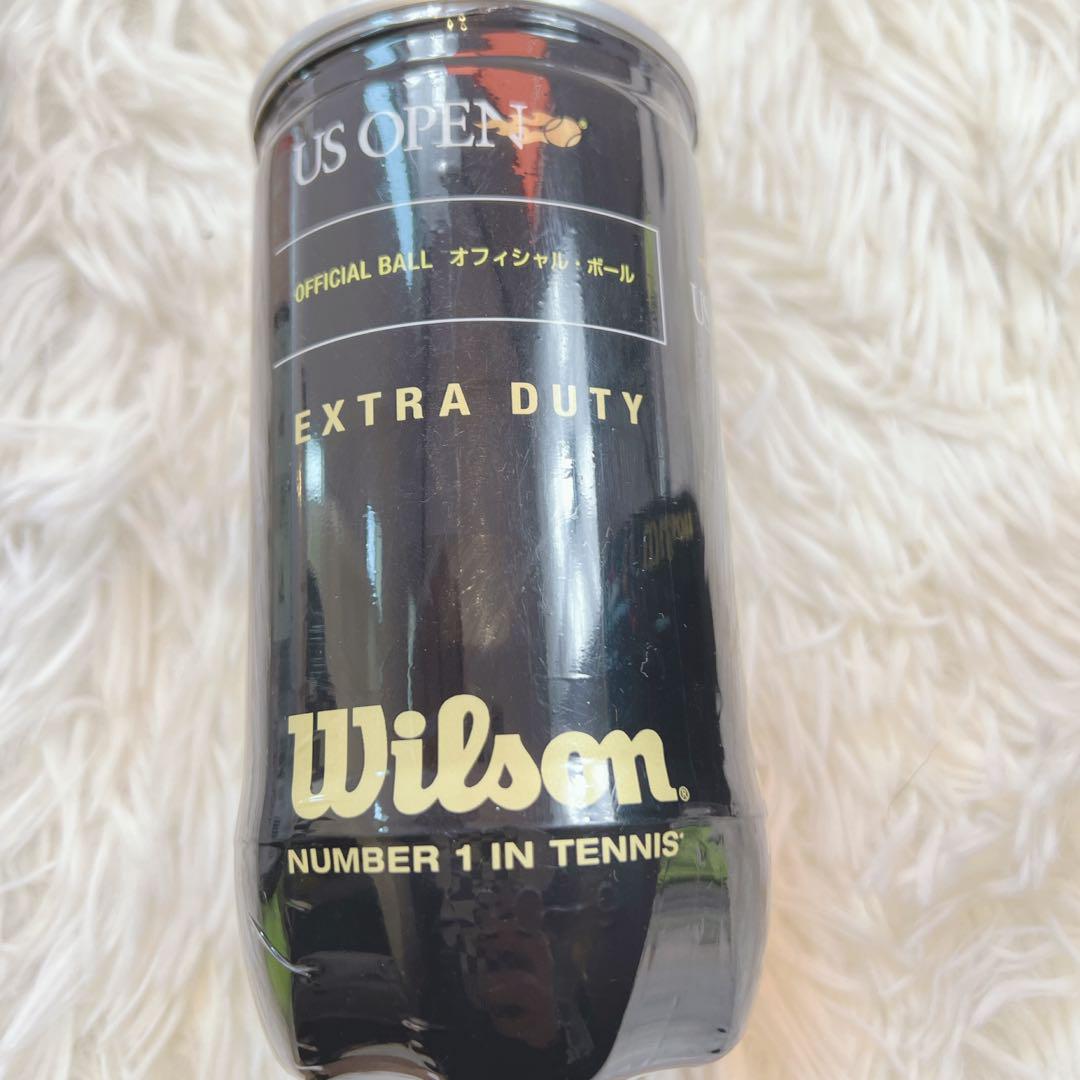 US OPEN
OFFICIAL BALL オフィシャル・ボール
EXTRA DUTY
Wilson®
NUMBER 1 IN TENNIS